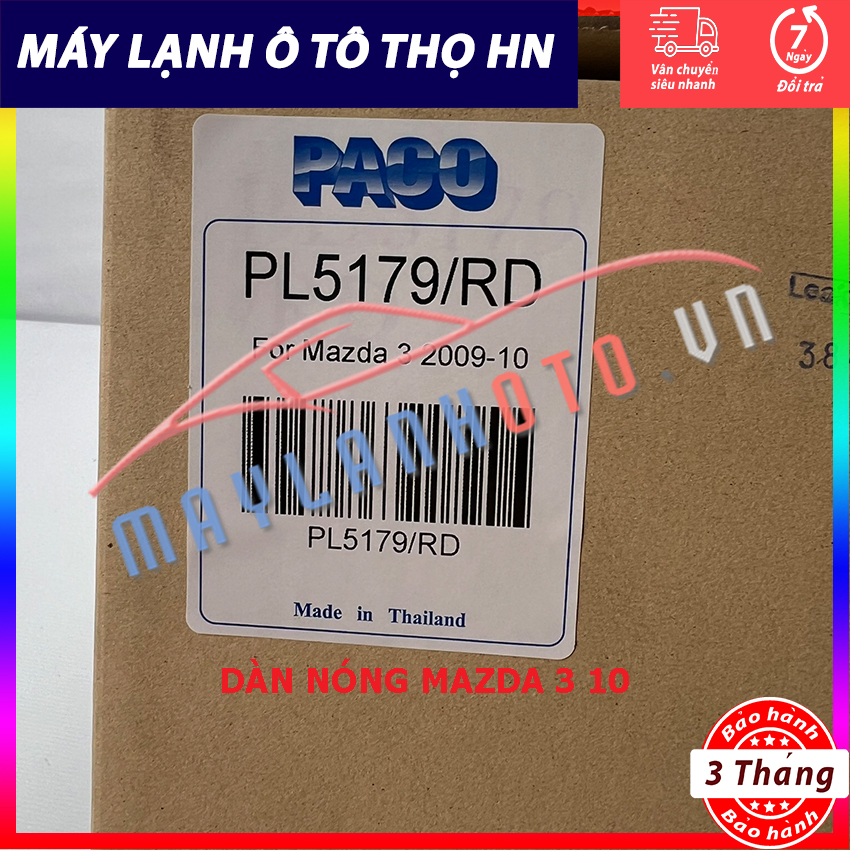 MÁY LẠNH Ô TÔ THỌ HN
Vân chuyển
siêu nhanh
7
Ngày
Đổi trả
PACO
PL5179/RD
For Mazda 3 2009-10
PL5179/RD
Made in Thailand
MAYLANHOTO.VN
38
DÀN NÓNG MAZDA 3 10
Bảo hành
3 Tháng
Bảo hành